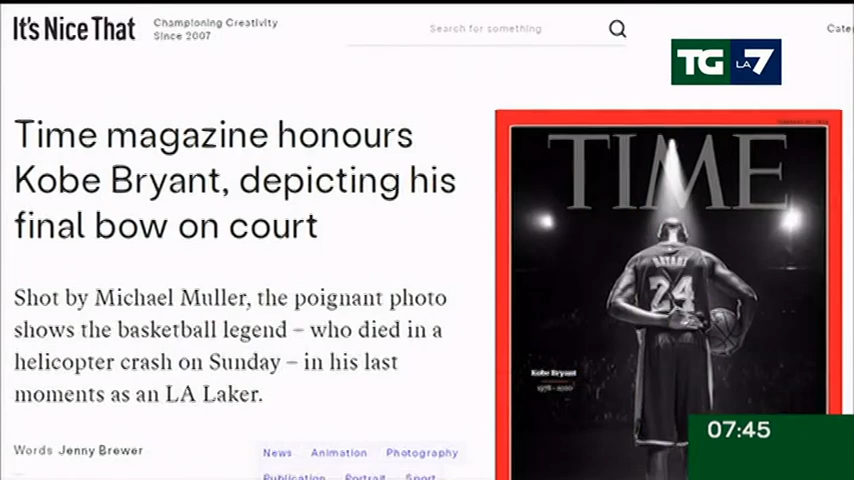 It's Nice That
Championing Creativity
Since 2007
Search for something
Cate
TG LA7
Time magazine honours
Kobe Bryant, depicting his
final bow on court
Shot by Michael Muller, the poignant photo
shows the basketball legend – who died in a
helicopter crash on Sunday – in his last
moments as an LA Laker.
Words Jenny Brewer
News Animation Photography
Publication Portrait Sport
TIME
BRYANT
24
Kobe Bryant
1978 – 2020
07:45